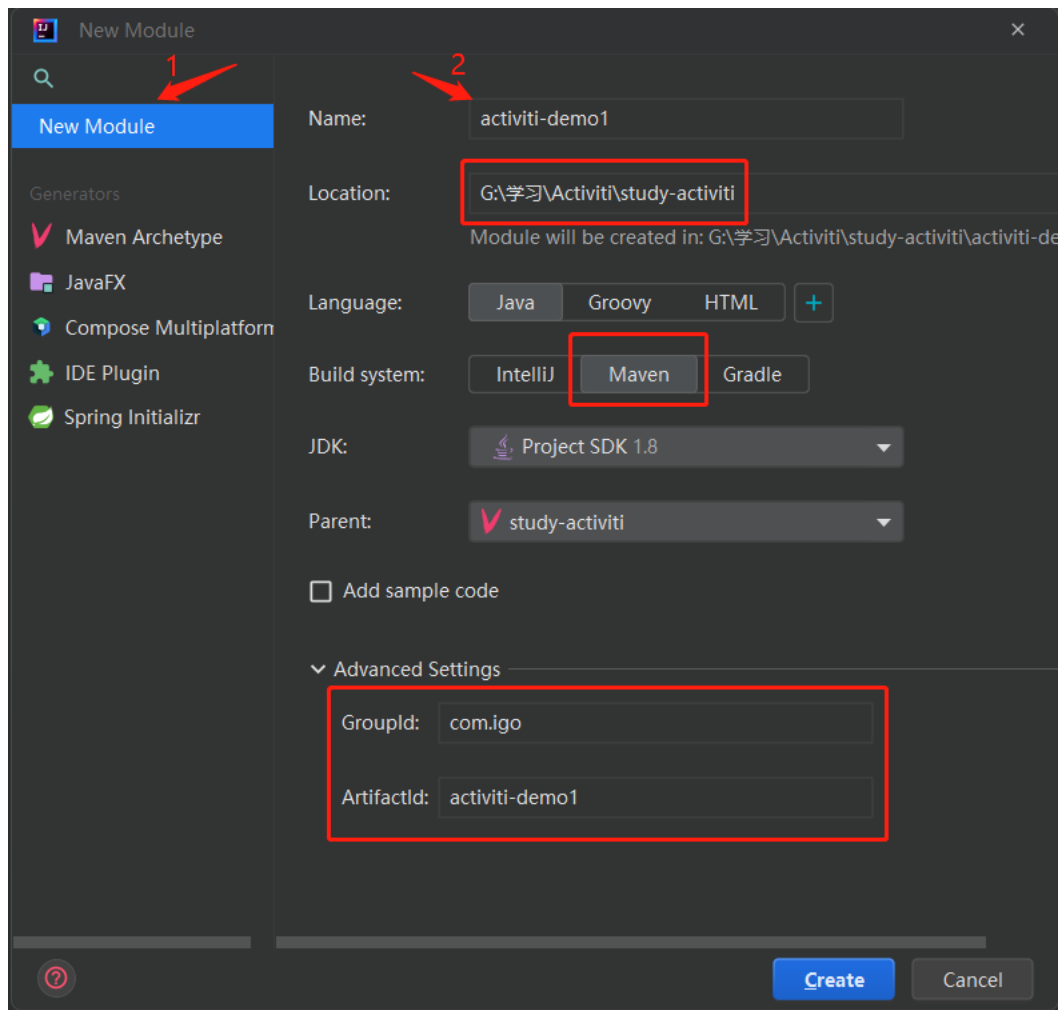 New Module
1
2
New Module
Name:
activiti-demo1
Location:
G:\学习\Activiti\study-activiti
Module will be created in: G:\学习\Activiti\study-activiti\activiti-de
Generators
Maven Archetype
JavaFX
Compose Multiplatform
IDE Plugin
Spring Initializr
Language:
Java
Groovy
HTML
+
Build system:
IntelliJ
Maven
Gradle
JDK:
Project SDK 1.8
Parent:
study-activiti
Add sample code
Advanced Settings
GroupId:
com.igo
ArtifactId:
activiti-demo1
?
Create
Cancel